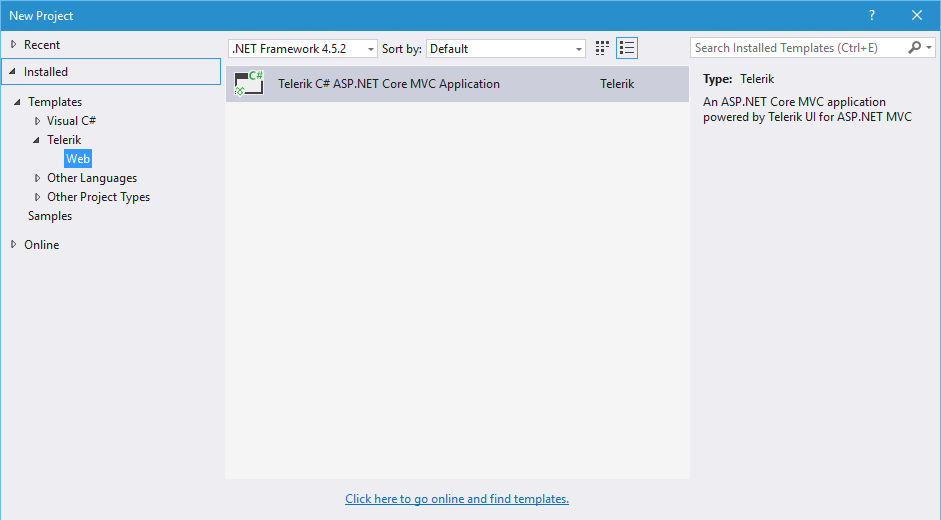 New Project
?
Recent
.NET Framework 4.5.2
Sort by:
Default
Search Installed Templates (Ctrl+E)
Installed
Templates
Visual C#
Telerik
Web
Other Languages
Other Project Types
Samples
Online
C#
Telerik C# ASP.NET Core MVC Application
Telerik
Type: Telerik
An ASP.NET Core MVC application
powered by Telerik UI for ASP.NET MVC
Click here to go online and find templates.